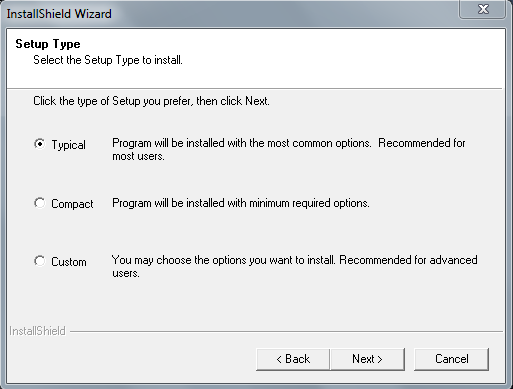 InstallShield Wizard
Setup Type
Select the Setup Type to install.
Click the type of Setup you prefer, then click Next.
Typical
Program will be installed with the most common options. Recommended for
most users.
Compact
Program will be installed with minimum required options.
Custom
You may choose the options you want to install. Recommended for advanced
users.
InstallShield
< Back
Next >
Cancel